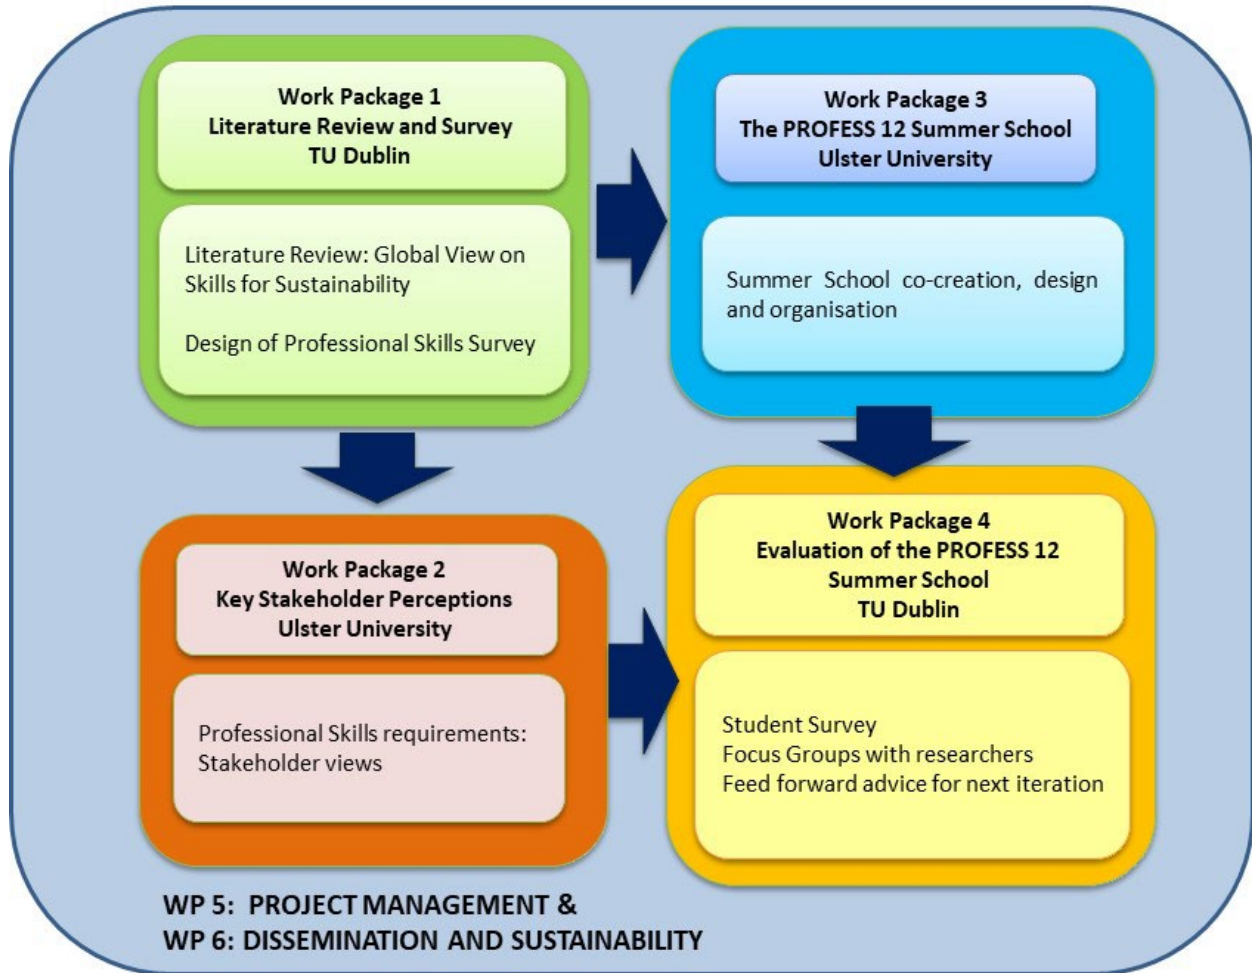 Work Package 1
Literature Review and Survey
TU Dublin
Literature Review: Global View on
Skills for Sustainability
Design of Professional Skills Survey
Work Package 3
The PROFESS 12 Summer School
Ulster University
Summer School co-creation, design
and organisation
Work Package 2
Key Stakeholder Perceptions
Ulster University
Professional Skills requirements:
Stakeholder views
Work Package 4
Evaluation of the PROFESS 12
Summer School
TU Dublin
Student Survey
Focus Groups with researchers
Feed forward advice for next iteration
WP 5: PROJECT MANAGEMENT &
WP 6: DISSEMINATION AND SUSTAINABILITY